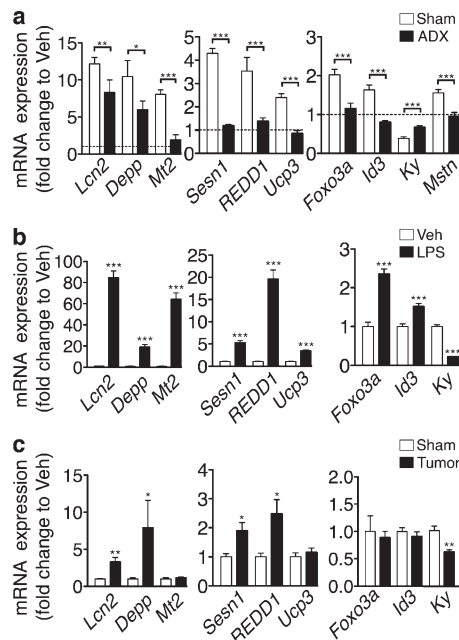 a
Sham
ADX
mRNA expression
(fold change to Veh)
15
10
5
0
**
*
***
Lcn2
Depp
Mt2
5
4
3
2
1
0
***
***
***
Sesn1
REDD1
Ucp3
3
2
1
0
***
***
***
***
Foxo3a
Id3
Ky
Mstn
b
Veh
LPS
mRNA expression
(fold change to Veh)
100
80
60
40
20
0
***
***
***
Lcn2
Depp
Mt2
25
20
15
10
5
0
***
***
***
Sesn1
REDD1
Ucp3
3
2
1
0
***
***
***
Foxo3a
Id3
Ky
c
Sham
Tumor
mRNA expression
(fold change to Veh)
15
10
5
0
**
*
Lcn2
Depp
Mt2
4
3
2
1
0
*
*
Sesn1
REDD1
Ucp3
2.0
1.5
1.0
0.5
0.0
**
Foxo3a
Id3
Ky